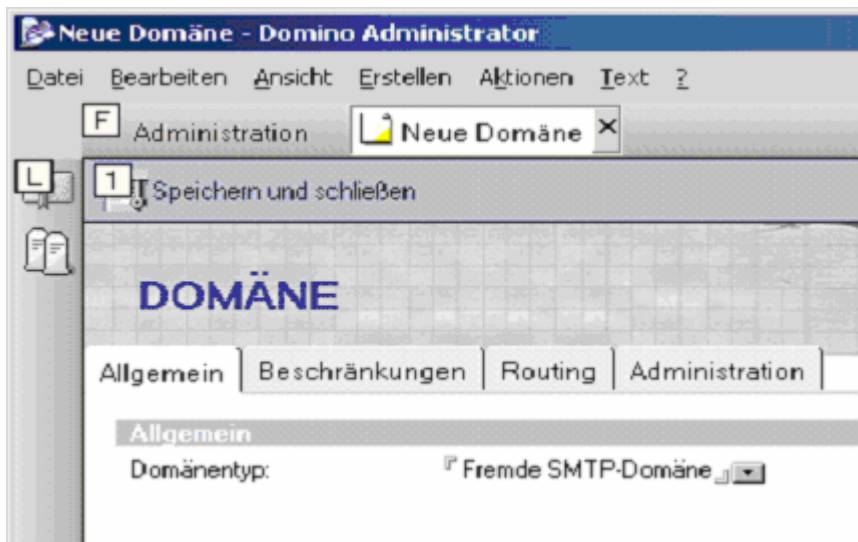 Neue Domäne - Domino Administrator
Datei Bearbeiten Ansicht Erstellen Aktionen Text ?
F Administration Neue Domäne ×
L 1 Speichern und schließen
DOMÄNE
Allgemein Beschränkungen Routing Administration
Allgemein
Domänentyp: Fremde SMTP-Domäne